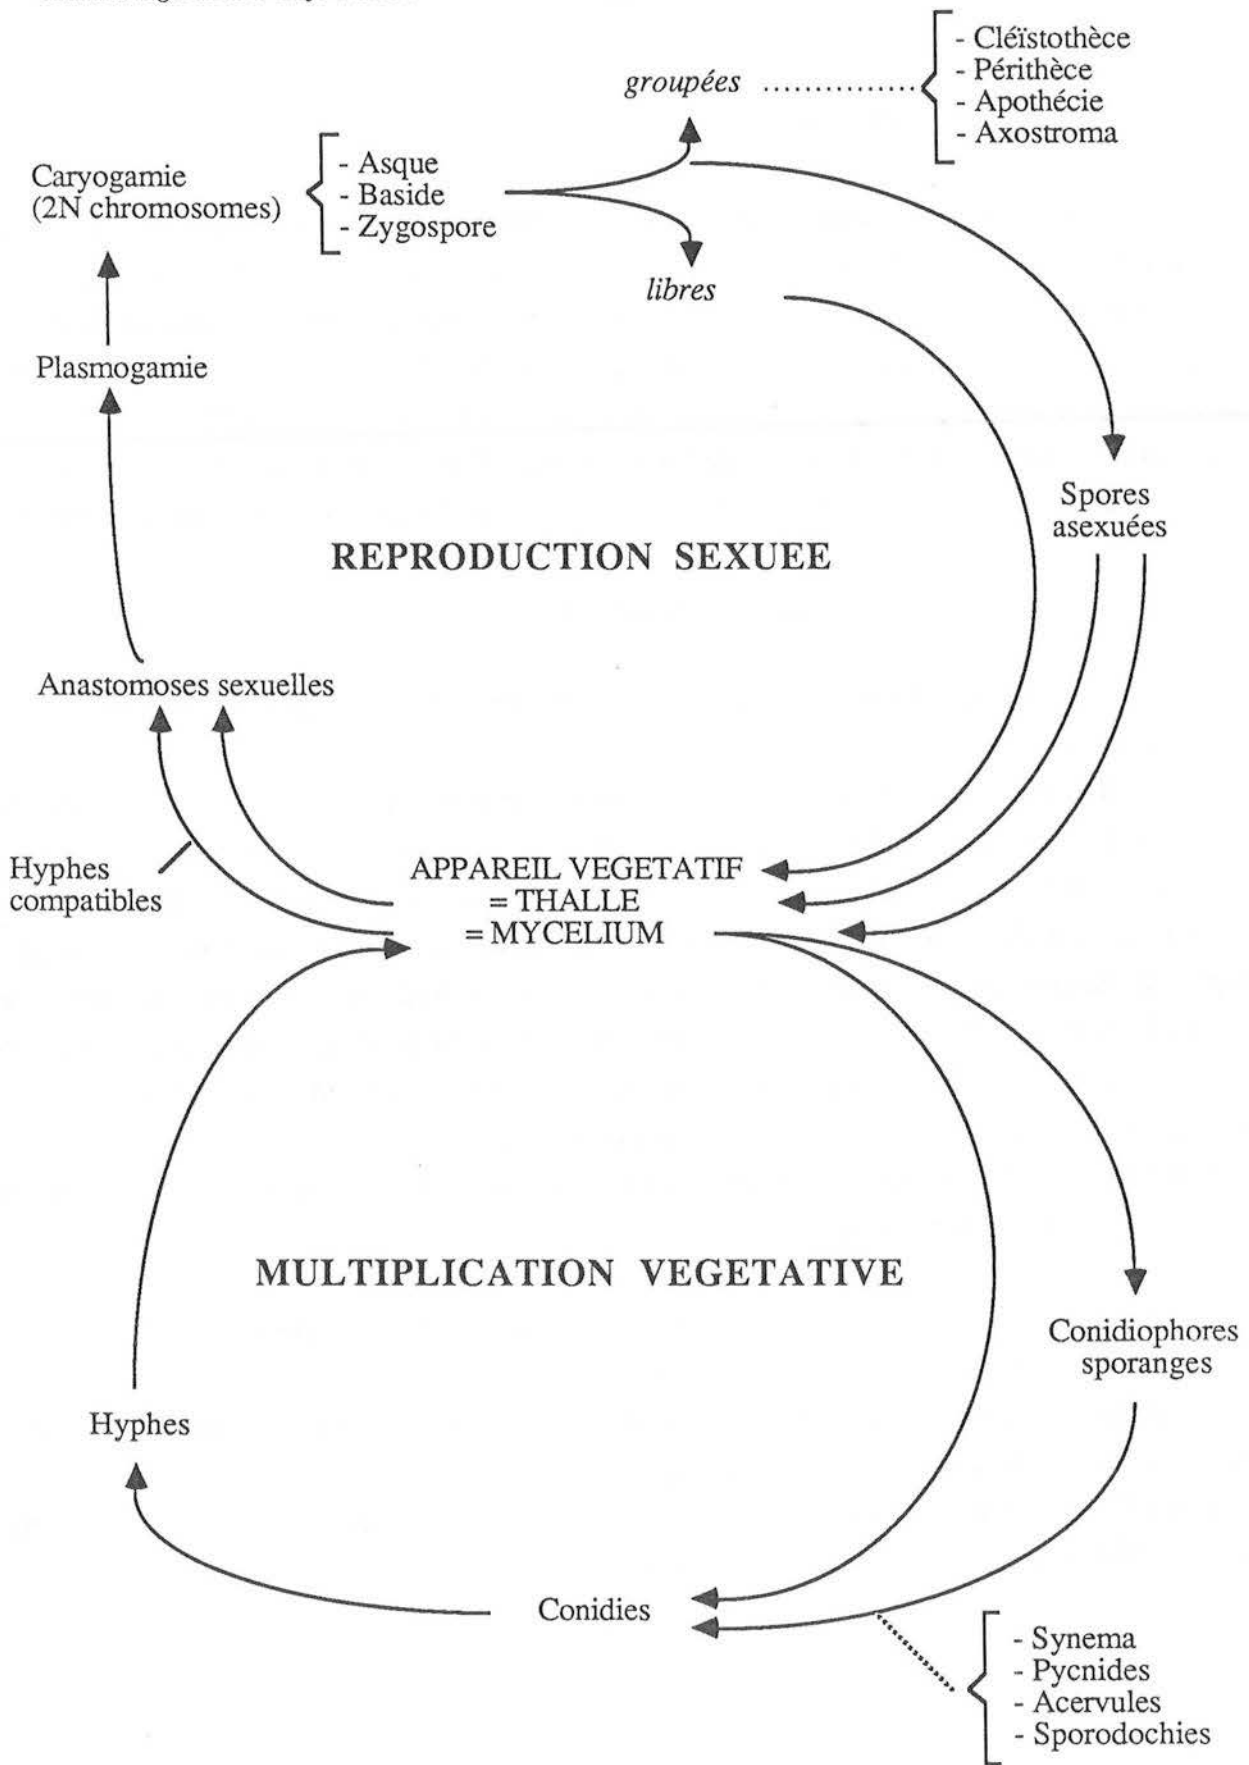 - Cléïstothèce
groupées
- Périthèce
- Apothécie
- Axostroma
Caryogamie
(2N chromosomes)
- Asque
- Baside
- Zygospore
libres
Plasmogamie
Spores
asexuées
REPRODUCTION SEXUEE
Anastomoses sexuelles
Hyphes
compatibles
APPAREIL VEGETATIF
= THALLE
= MYCELIUM
MULTIPLICATION VEGETATIVE
Conidiophores
sporanges
Hyphes
Conidies
- Synema
- Pycnides
- Acervules
- Sporodochies